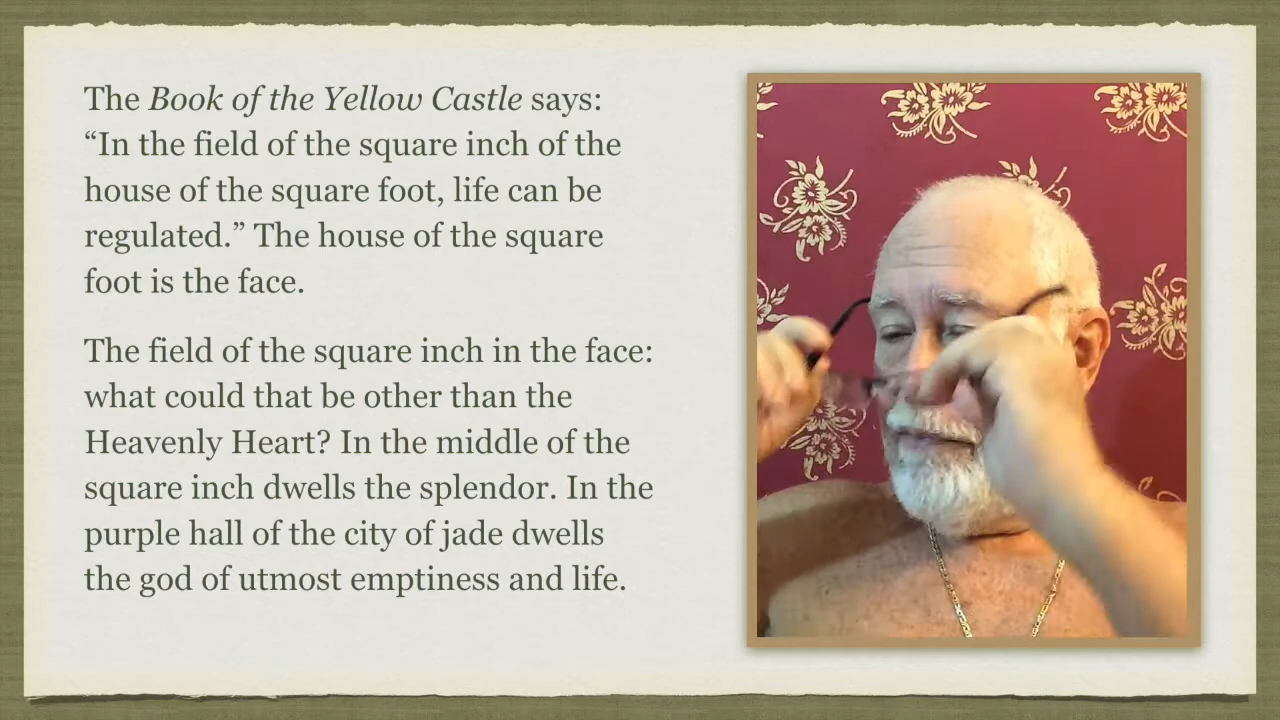 The Book of the Yellow Castle says:
“In the field of the square inch of the
house of the square foot, life can be
regulated.” The house of the square
foot is the face.
The field of the square inch in the face:
what could that be other than the
Heavenly Heart? In the middle of the
square inch dwells the splendor. In the
purple hall of the city of jade dwells
the god of utmost emptiness and life.